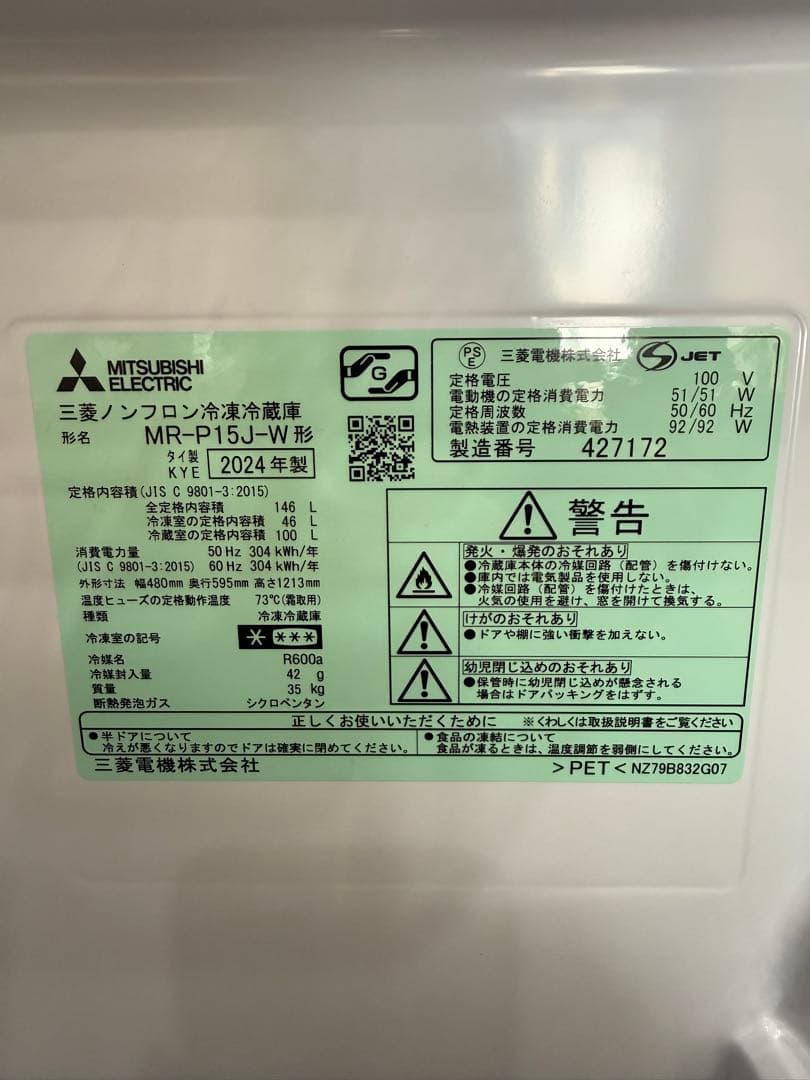 MITSUBISHI
ELECTRIC
三菱ノンフロン冷凍冷蔵庫
形名 MR-P15J-W形
タイ製
KYE 2024年製
G
定格内容積(JIS C 9801-3:2015)
全定格内容積 146 L
冷凍室の定格内容積 46 L
冷蔵室の定格内容積 100 L
消費電力量 50 Hz 304 kWh/年
(JIS C 9801-3:2015) 60 Hz 304 kWh/年
外形寸法 幅480mm 奥行595mm 高さ1213mm
温度ヒューズの定格動作温度 73℃(霜取用)
種類 冷凍冷蔵庫
冷凍室の記号 * ***
冷媒名 R600a
冷媒封入量 42 g
質量 35 kg
断熱発泡ガス シクロペンタン
PSE 三菱電機株式会社 S JET
定格電圧 100 V
電動機の定格消費電力 51/51 W
定格周波数 50/60 Hz
電熱装置の定格消費電力 92/92 W
製造番号 427172
警告
発火・爆発のおそれあり
●冷蔵庫本体の冷媒回路(配管)を傷付けない。
●庫内では電気製品を使用しない。
●冷媒回路(配管)を傷付けたときは、
火気の使用を避け、窓を開けて換気する。
けがのおそれあり
●ドアや棚に強い衝撃を加えない。
幼児閉じ込めのおそれあり
●保管時に幼児閉じ込めが懸念される
場合はドアパッキングをはずす。
正しくお使いいただくために ※くわしくは取扱説明書をご覧ください
●半ドアについて
冷えが悪くなりますのでドアは確実に閉めてください。
●食品の凍結について
食品が凍るときは、温度調節を弱側にしてください。
三菱電機株式会社 >PET< NZ79B832G07